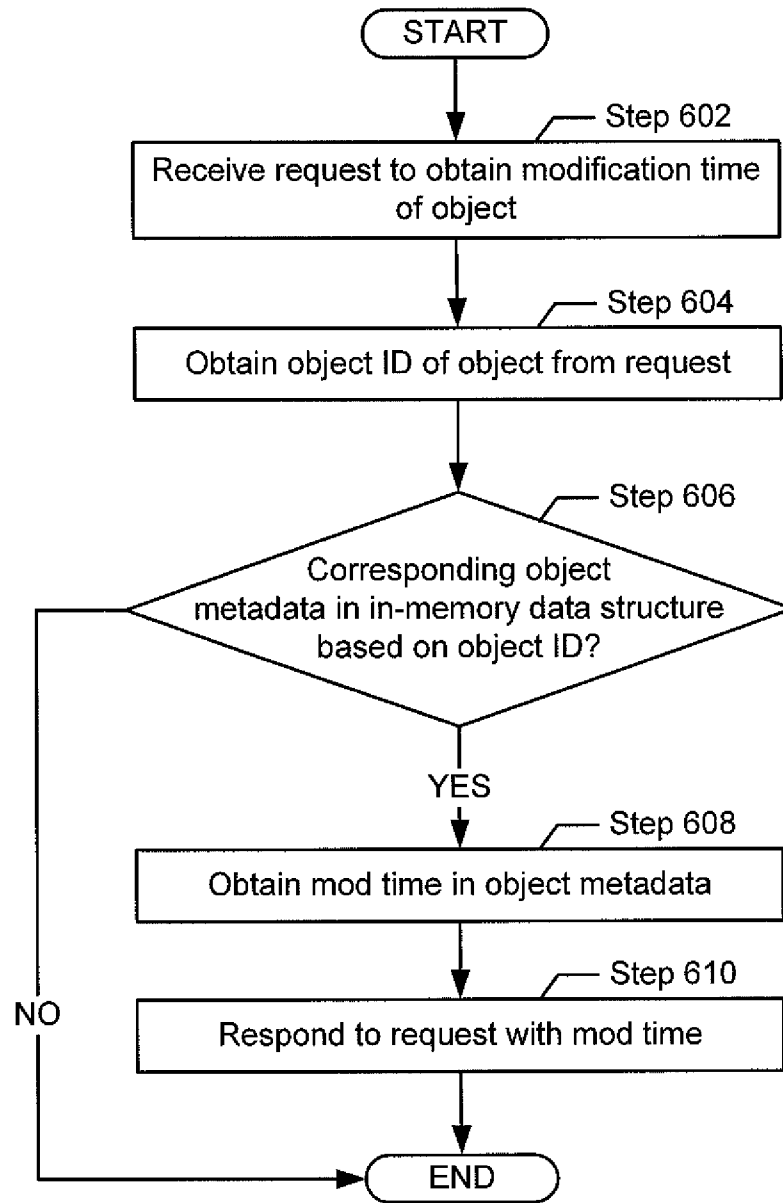 START
Step 602
Receive request to obtain modification time
of object
Step 604
Obtain object ID of object from request
Step 606
Corresponding object
metadata in in-memory data structure
based on object ID?
YES
Step 608
Obtain mod time in object metadata
Step 610
Respond to request with mod time
NO
END